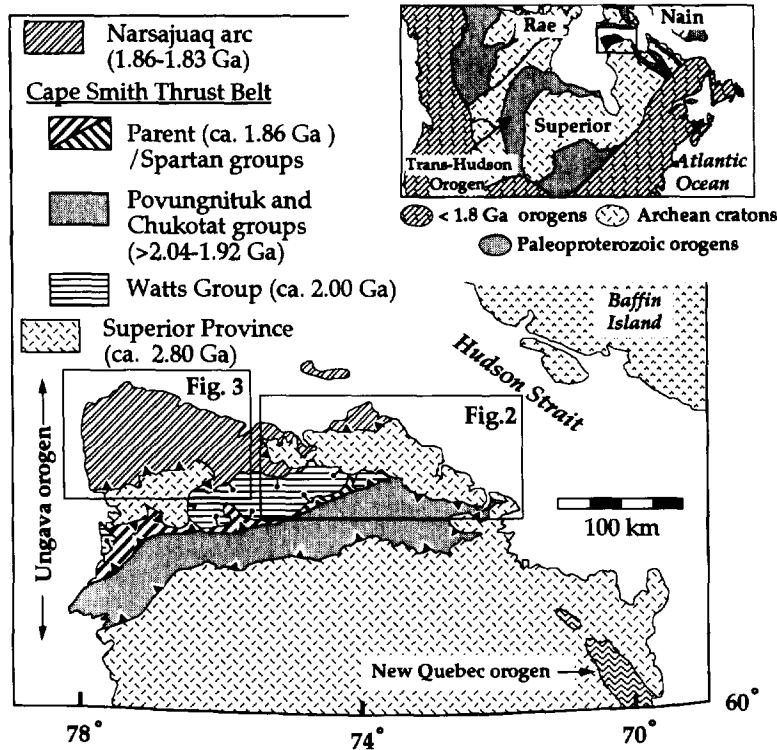 Narsajuaq arc
(1.86-1.83 Ga)
Cape Smith Thrust Belt
Parent (ca. 1.86 Ga )
/Spartan groups
Povungnituk and
Chukotat groups
(>2.04-1.92 Ga)
Watts Group (ca. 2.00 Ga)
Superior Province
(ca. 2.80 Ga)
Rae
Nain
Superior
Trans-Hudson
Orogen
Atlantic
Ocean
< 1.8 Ga orogens
Archean cratons
Paleoproterozoic orogens
Baffin
Island
Hudson Strait
Fig. 3
Fig.2
Ungava orogen
100 km
New Quebec orogen
60°
78°
74°
70°